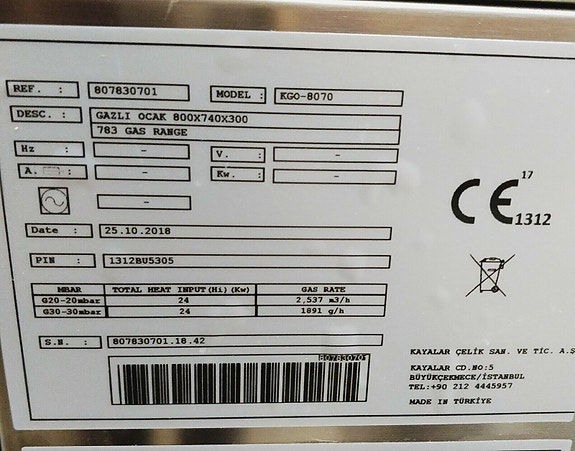 REF. : 807830701 MODEL : KGO-8070
DESC. : GAZLI OCAK 800X740X300
783 GAS RANGE
Hz : - V. : -
A. : - Kw. : -
-
Date : 25.10.2018
PIN : 1312BU5305
MBAR TOTAL HEAT INPUT(Hi)(Kw) GAS RATE
G20-20mbar 24 2,537 m3/h
G30-30mbar 24 1891 g/h
S.N. : 807830701.18.42
807830701
CE 17
1312
KAYALAR ÇELİK SAN. VE TİC. A.Ş
KAYALAR CD.NO:5
BÜYÜKÇEKMECE/İSTANBUL
TEL:+90 212 4445957
MADE IN TÜRKİYE